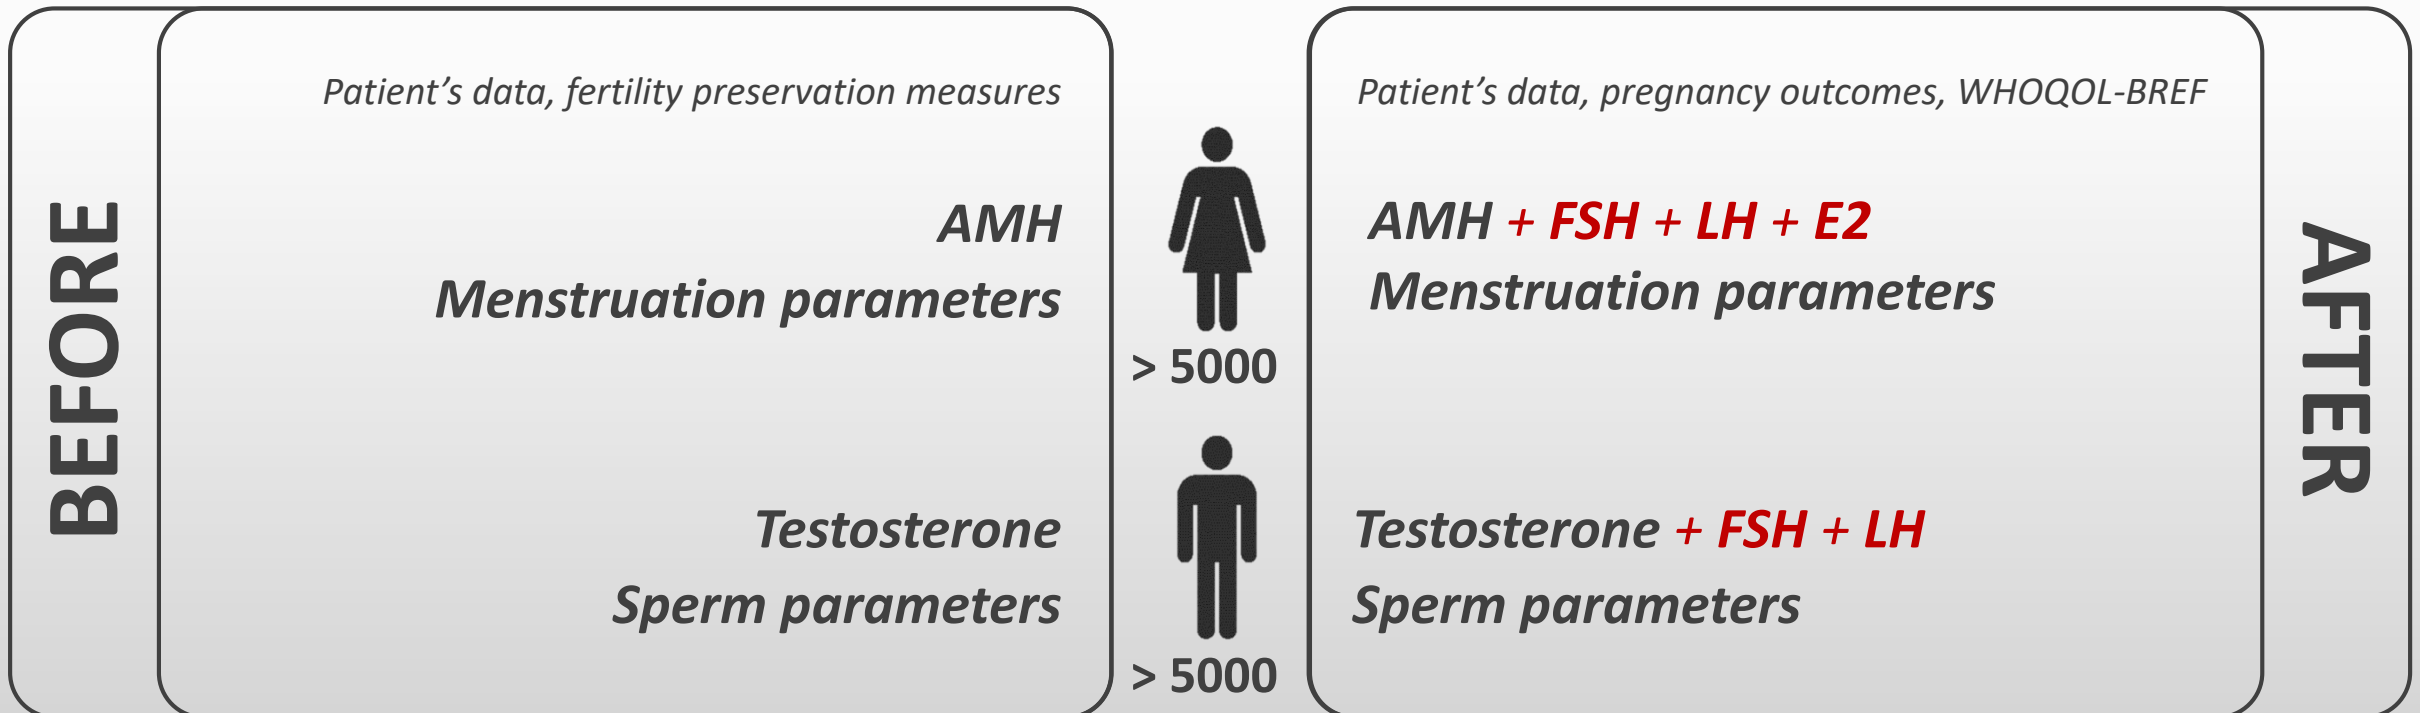 BEFORE
Patient's data, fertility preservation measures
AMH
Menstruation parameters
Testosterone
Sperm parameters
> 5000
> 5000
Patient's data, pregnancy outcomes, WHOQOL-BREF
AMH + FSH + LH + E2
Menstruation parameters
Testosterone + FSH + LH
Sperm parameters
AFTER